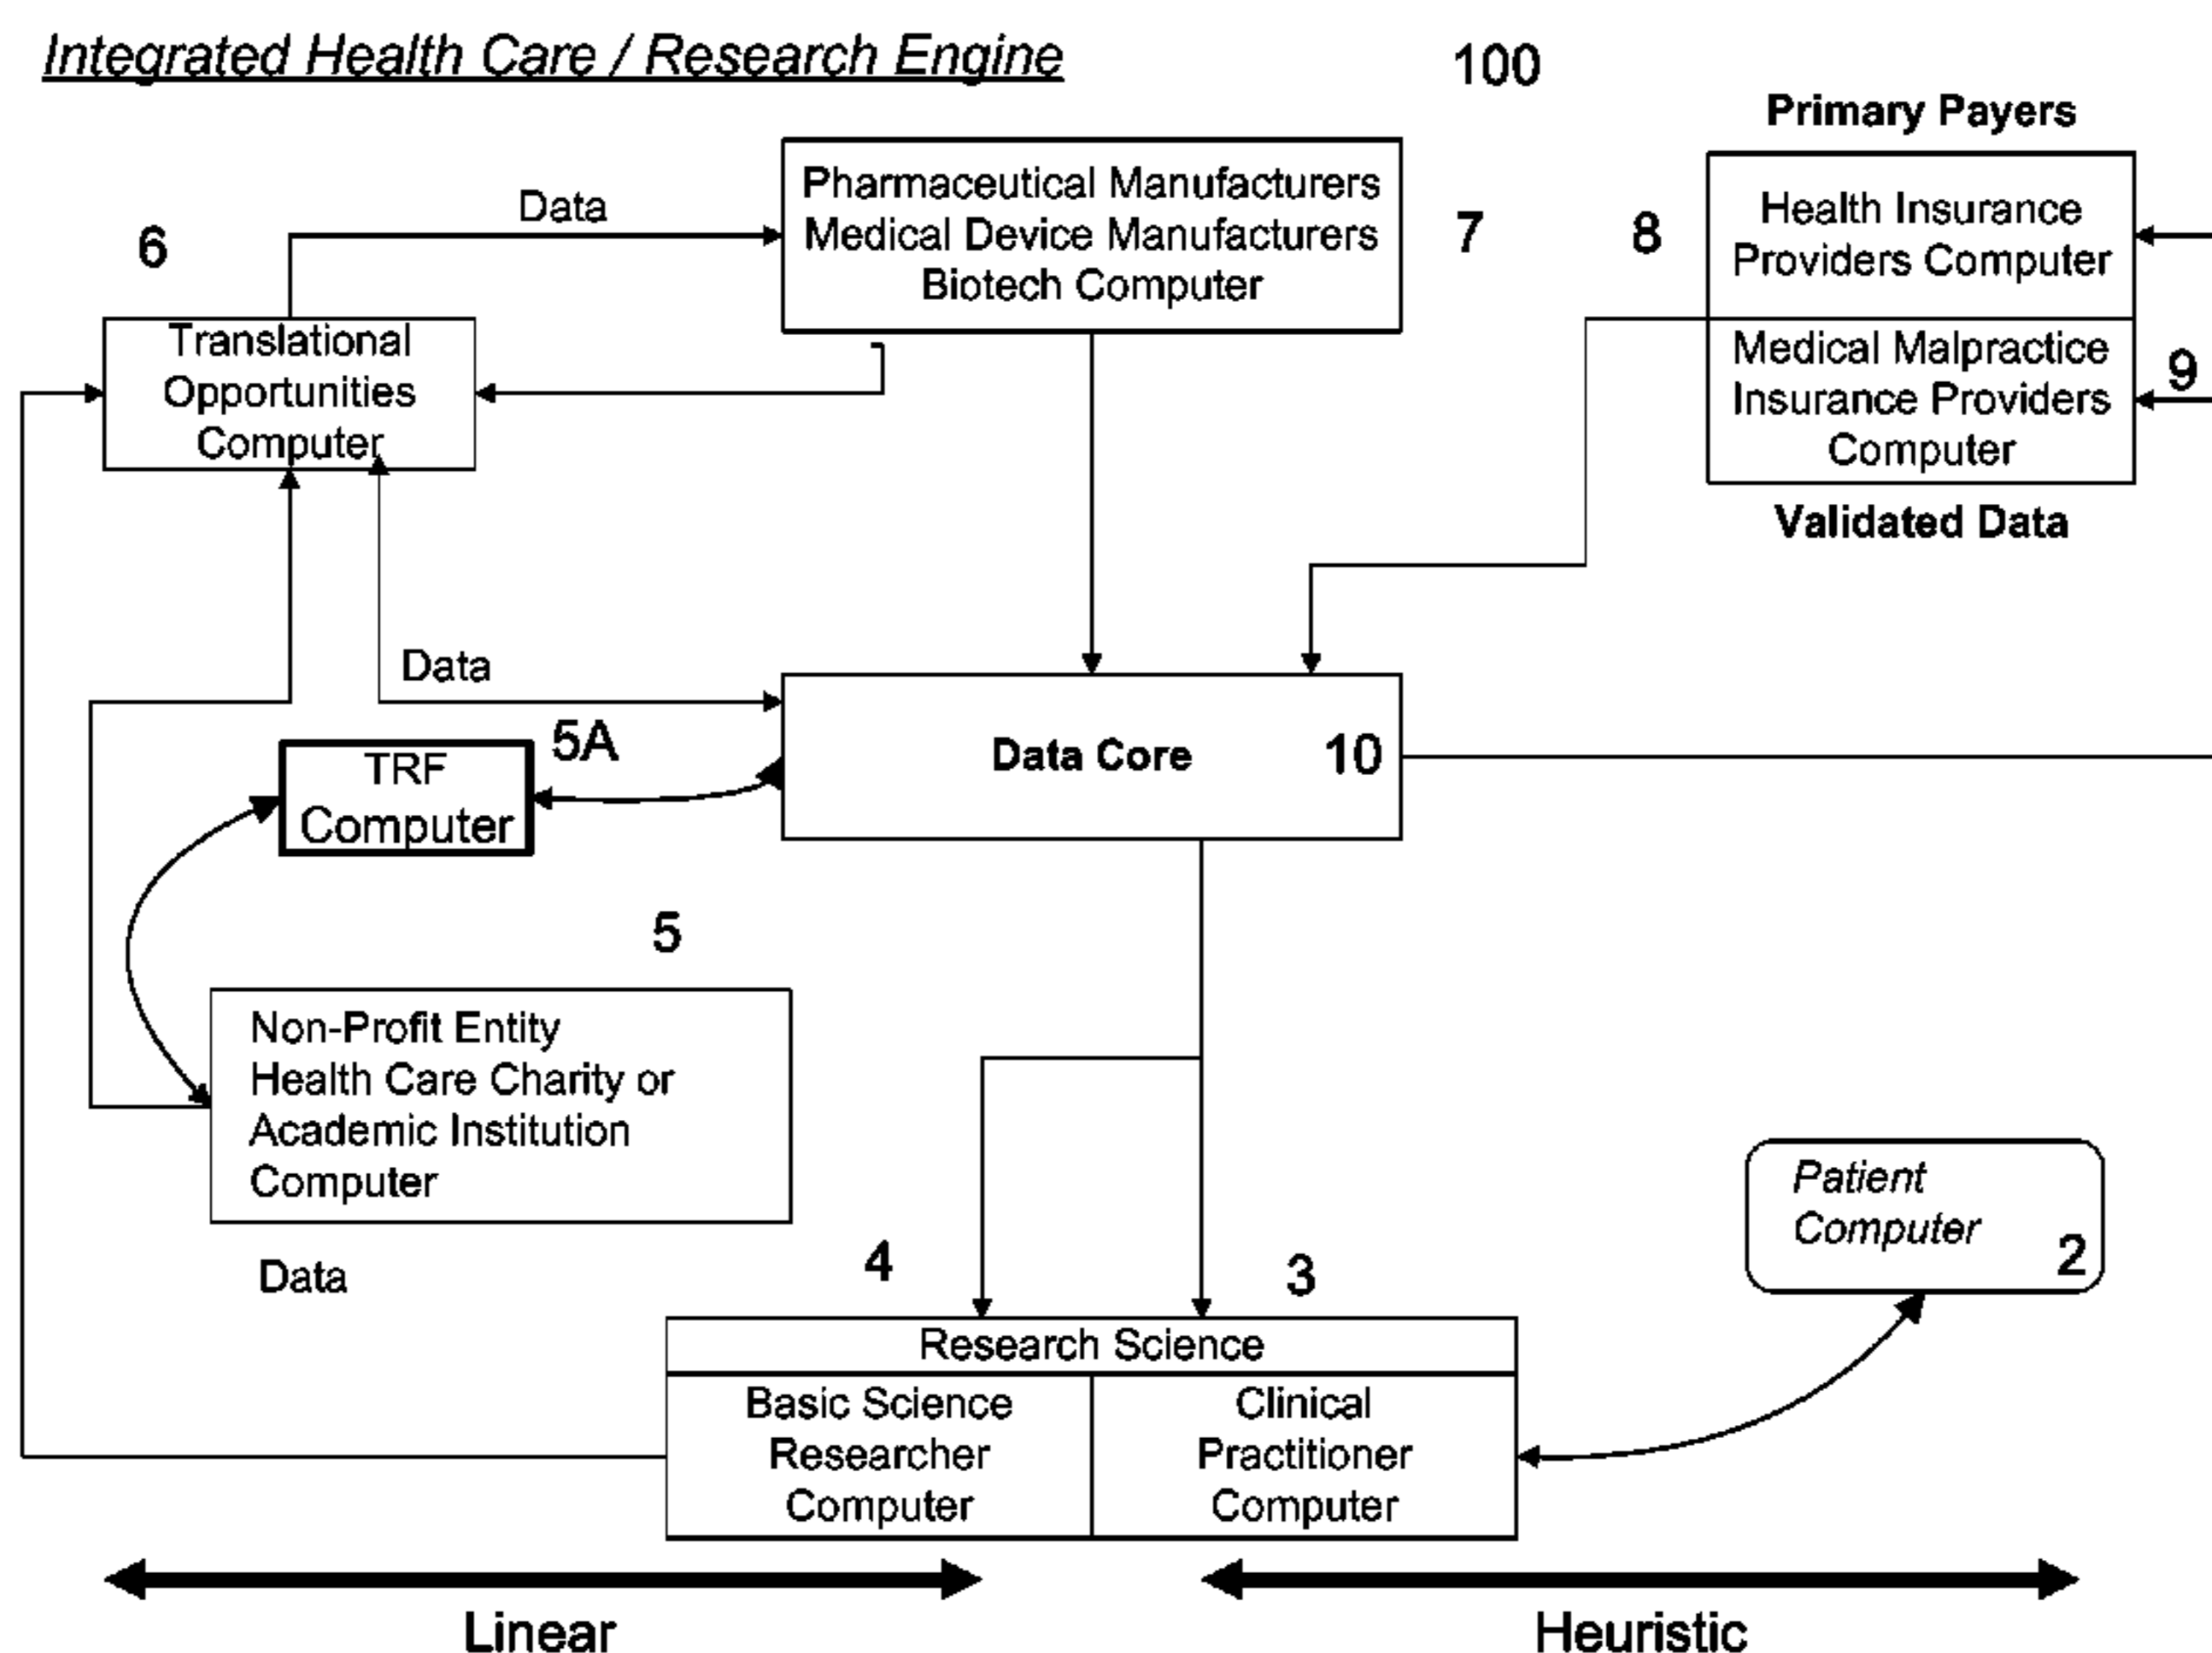 Integrated Health Care / Research Engine
100
Primary Payers
Pharmaceutical Manufacturers
Medical Device Manufacturers
Biotech Computer
7
8
Health Insurance
Providers Computer
Medical Malpractice
Insurance Providers
Computer
9
Validated Data
Data
6
Translational
Opportunities
Computer
Data
5A
TRF
Computer
Data Core
10
5
Non-Profit Entity
Health Care Charity or
Academic Institution
Computer
Data
4
3
Patient
Computer
2
Research Science
Basic Science
Researcher
Computer
Clinical
Practitioner
Computer
Linear
Heuristic